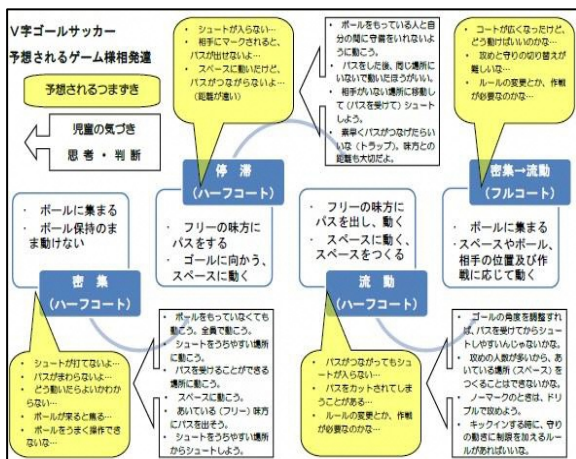 V字ゴールサッカー
予想されるゲーム様相発達
予想されるつまずき
児童の気づき
思考・判断
・ シュートが入らない…
・ 相手にマークされると、
パスが出せないよ…
・ スペースに動いたけど、
パスがつながらないよ…
(距離が遠い)
・ ボールをもっている人と自
分の間に守備をいれないよ
うに動こう。
・ パスをした後、同じ場所に
いないで動いたほうがいい。
・ 相手がいない場所に移動し
て(パスを受けて)シュート
しよう。
・ 素早くパスがつなげたらい
いな(トラップ)。味方との
距離も大切だよ。
・ コートが広くなったけど、
どう動けばいいのかな…
・ 攻めと守りの切り替えが
難しいな…
・ ルールの変更とか、作戦
が必要なのかな…
停 滞
(ハーフコート)
密集→流動
(フルコート)
・ ボールに集まる
・ ボール保持のま
ま動けない
・ フリーの味方に
パスをする
・ ゴールに向かう、
スペースに動く
・ フリーの味方に
パスを出し、動く
・ スペースに動く、
スペースをつくる
・ ボールに集まる
・ スペースやボール、
相手の位置及び作
戦に応じて動く
密 集
(ハーフコート)
流 動
(ハーフコート)
・ シュートが打てないよ…
・ パスがまわらないよ…
・ どう動いたらよいかわか
らない…
・ ボールが来ると焦る…
・ ボールをうまく操作でき
ないな…
・ ボールをもっていなくても
動こう。全員で動こう。
・ シュートをうちやすい場所
に動こう。
・ パスを受けることができる
場所に動こう。
・ スペースに動こう。
・ あいている(フリー)味方
にパスを出そう。
・ シュートをうちやすい場所
からシュートしよう。
・ パスがつながってもシュ
ートが入らない…
・ パスをカットされてしま
うことがある…
・ ルールの変更とか、作戦
が必要なのかな…
・ ゴールの角度を調整すれ
ば、パスを受けてからシュート
しやすいんじゃないかな。
・ 攻めの人数が多いから、あ
いている場所(スペース)を
つくることはできないかな。
・ ノーマークのときは、ドリ
ブルで攻めよう。
・ キックインする時に、守り
の動きに制限を加えるルー
ルがあればいいな。